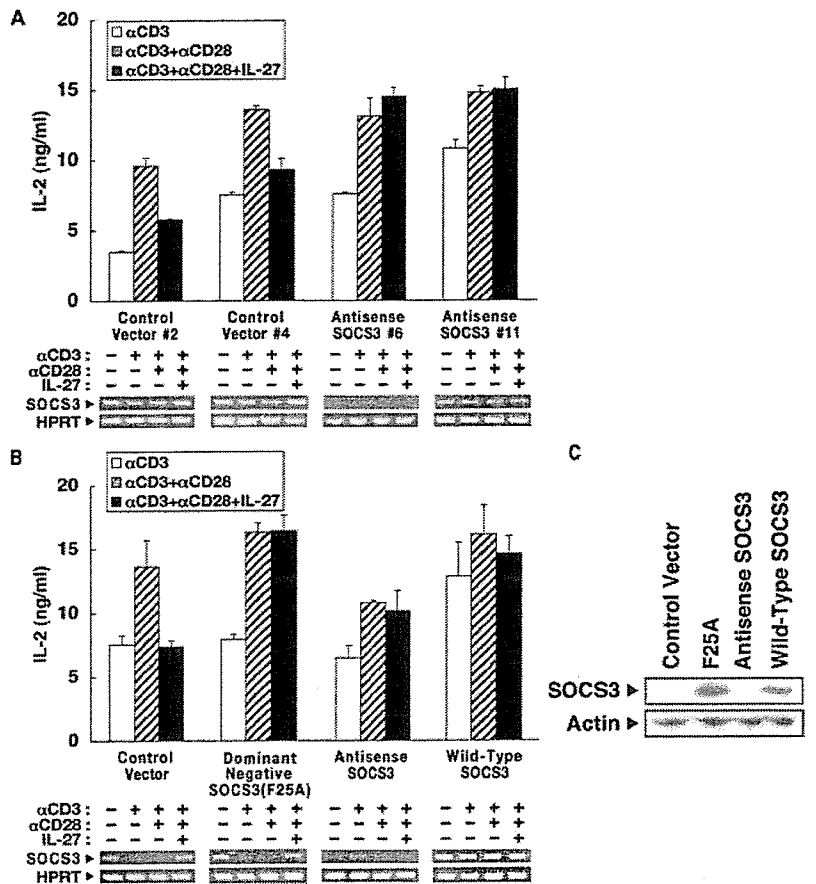 A
20
15
10
5
0
IL-2 (ng/ml)
αCD3
αCD3+αCD28
αCD3+αCD28+IL-27
Control Vector #2
Control Vector #4
Antisense SOCS3 #6
Antisense SOCS3 #11
αCD3 : − + + + − + + + − + + + − + + +
αCD28 : − − + + − − + + − − + + − − + +
IL-27 : − − − + − − − + − − − + − − − +
SOCS3 ►
HPRT ►
B
20
15
10
5
0
IL-2 (ng/ml)
αCD3
αCD3+αCD28
αCD3+αCD28+IL-27
Control Vector
Dominant Negative SOCS3(F25A)
Antisense SOCS3
Wild-Type SOCS3
αCD3 : − + + + − + + + − + + + − + + +
αCD28 : − − + + − − + + − − + + − − + +
IL-27 : − − − + − − − + − − − + − − − +
SOCS3 ►
HPRT ►
C
Control Vector
F25A
Antisense SOCS3
Wild-Type SOCS3
SOCS3 ►
Actin ►